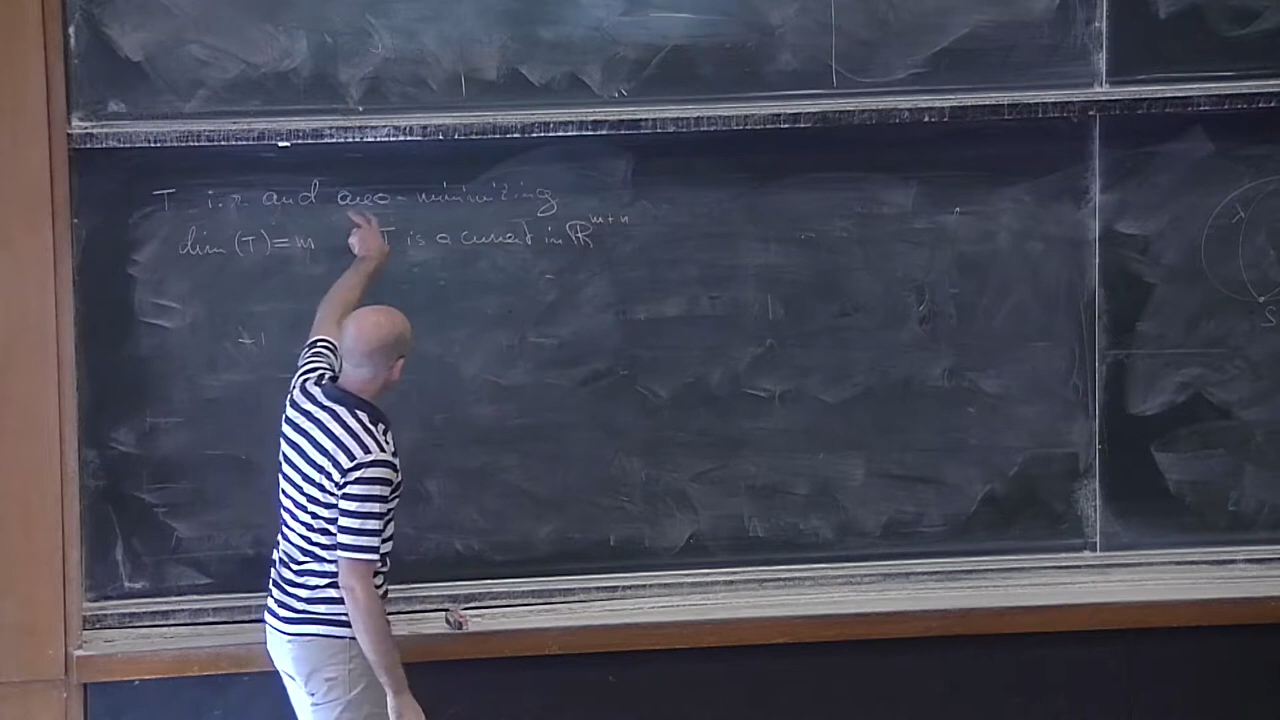 T i.r. and area-minimizing
dim (T) = m T is a current in ℝ^{m+n}